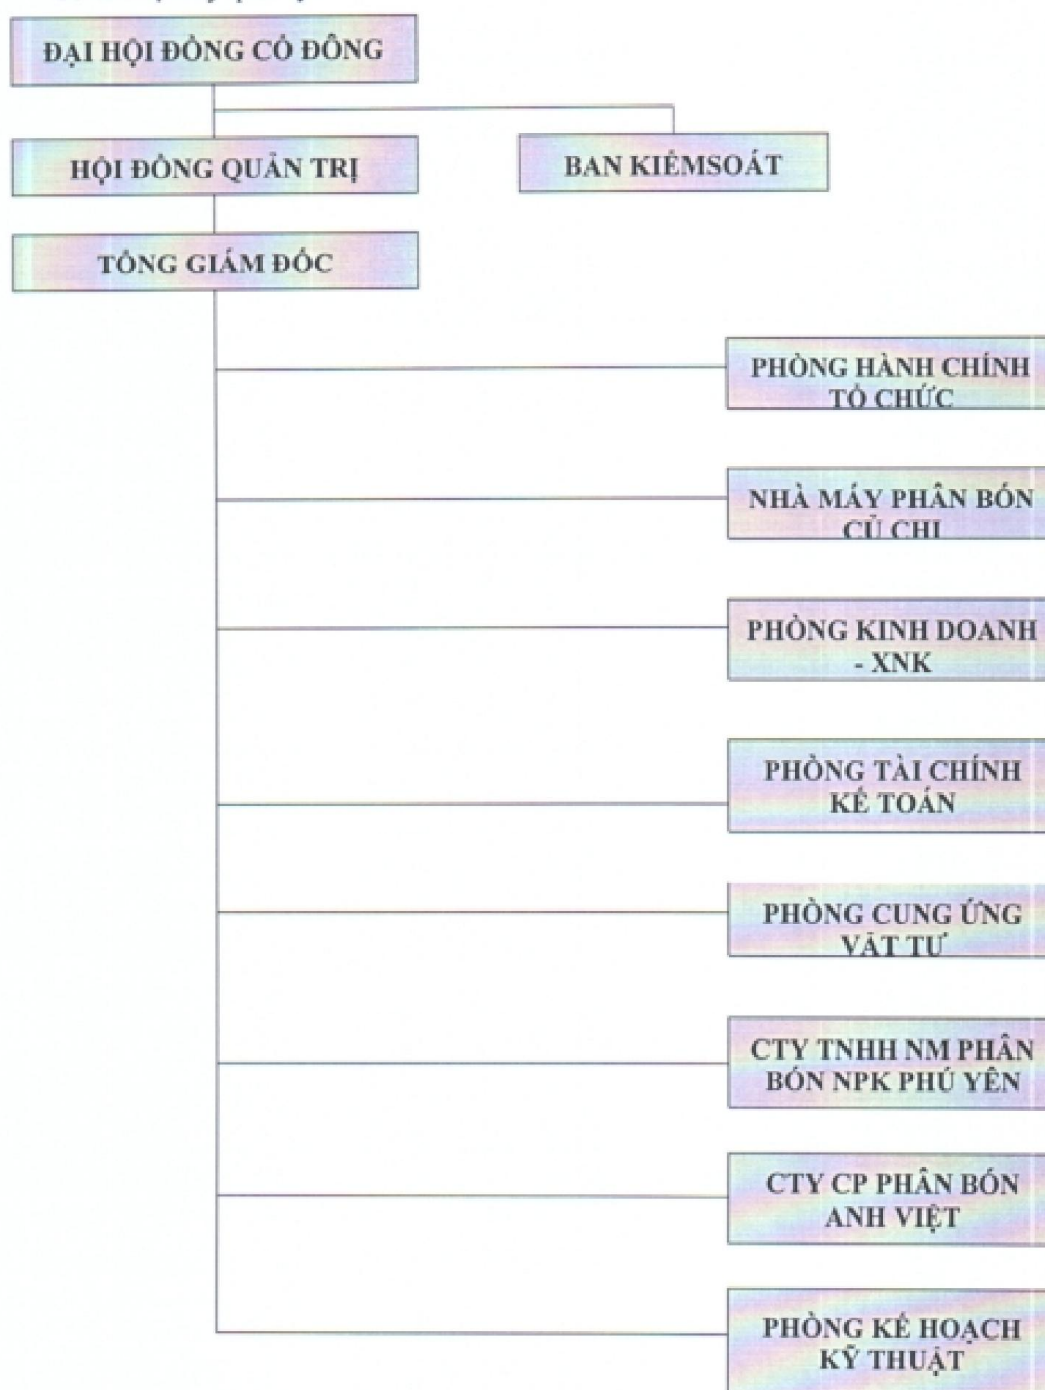 ĐẠI HỘI ĐỒNG CỔ ĐÔNG
HỘI ĐỒNG QUẢN TRỊ
BAN KIỂMSOÁT
TỔNG GIÁM ĐỐC
PHÒNG HÀNH CHÍNH
TỔ CHỨC
NHÀ MÁY PHÂN BÓN
CỦ CHI
PHÒNG KINH DOANH
- XNK
PHÒNG TÀI CHÍNH
KẾ TOÁN
PHÒNG CUNG ỨNG
VẬT TƯ
CTY TNHH NM PHÂN
BÓN NPK PHÚ YÊN
CTY CP PHÂN BÓN
ANH VIỆT
PHÒNG KẾ HOẠCH
KỸ THUẬT